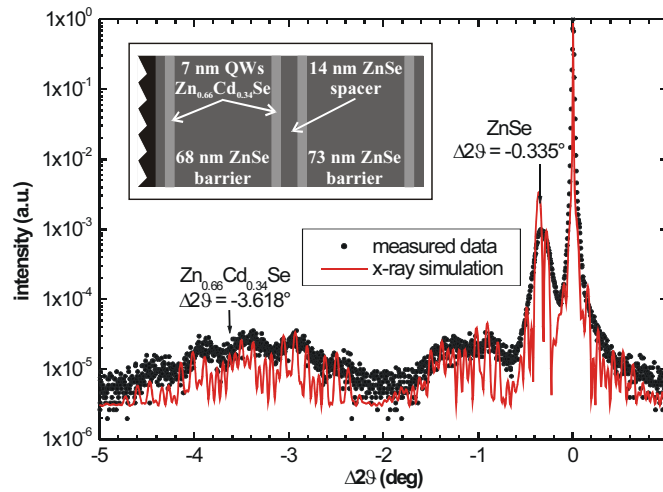 1x10⁰
1x10⁻¹
1x10⁻²
1x10⁻³
1x10⁻⁴
1x10⁻⁵
1x10⁻⁶
intensity (a.u.)
7 nm QWs
Zn₀.₆₆Cd₀.₃₄Se
14 nm ZnSe
spacer
68 nm ZnSe
barrier
73 nm ZnSe
barrier
ZnSe
Δ2ϑ = -0.335°
measured data
x-ray simulation
Zn₀.₆₆Cd₀.₃₄Se
Δ2ϑ = -3.618°
-5 -4 -3 -2 -1 0
Δ2ϑ (deg)